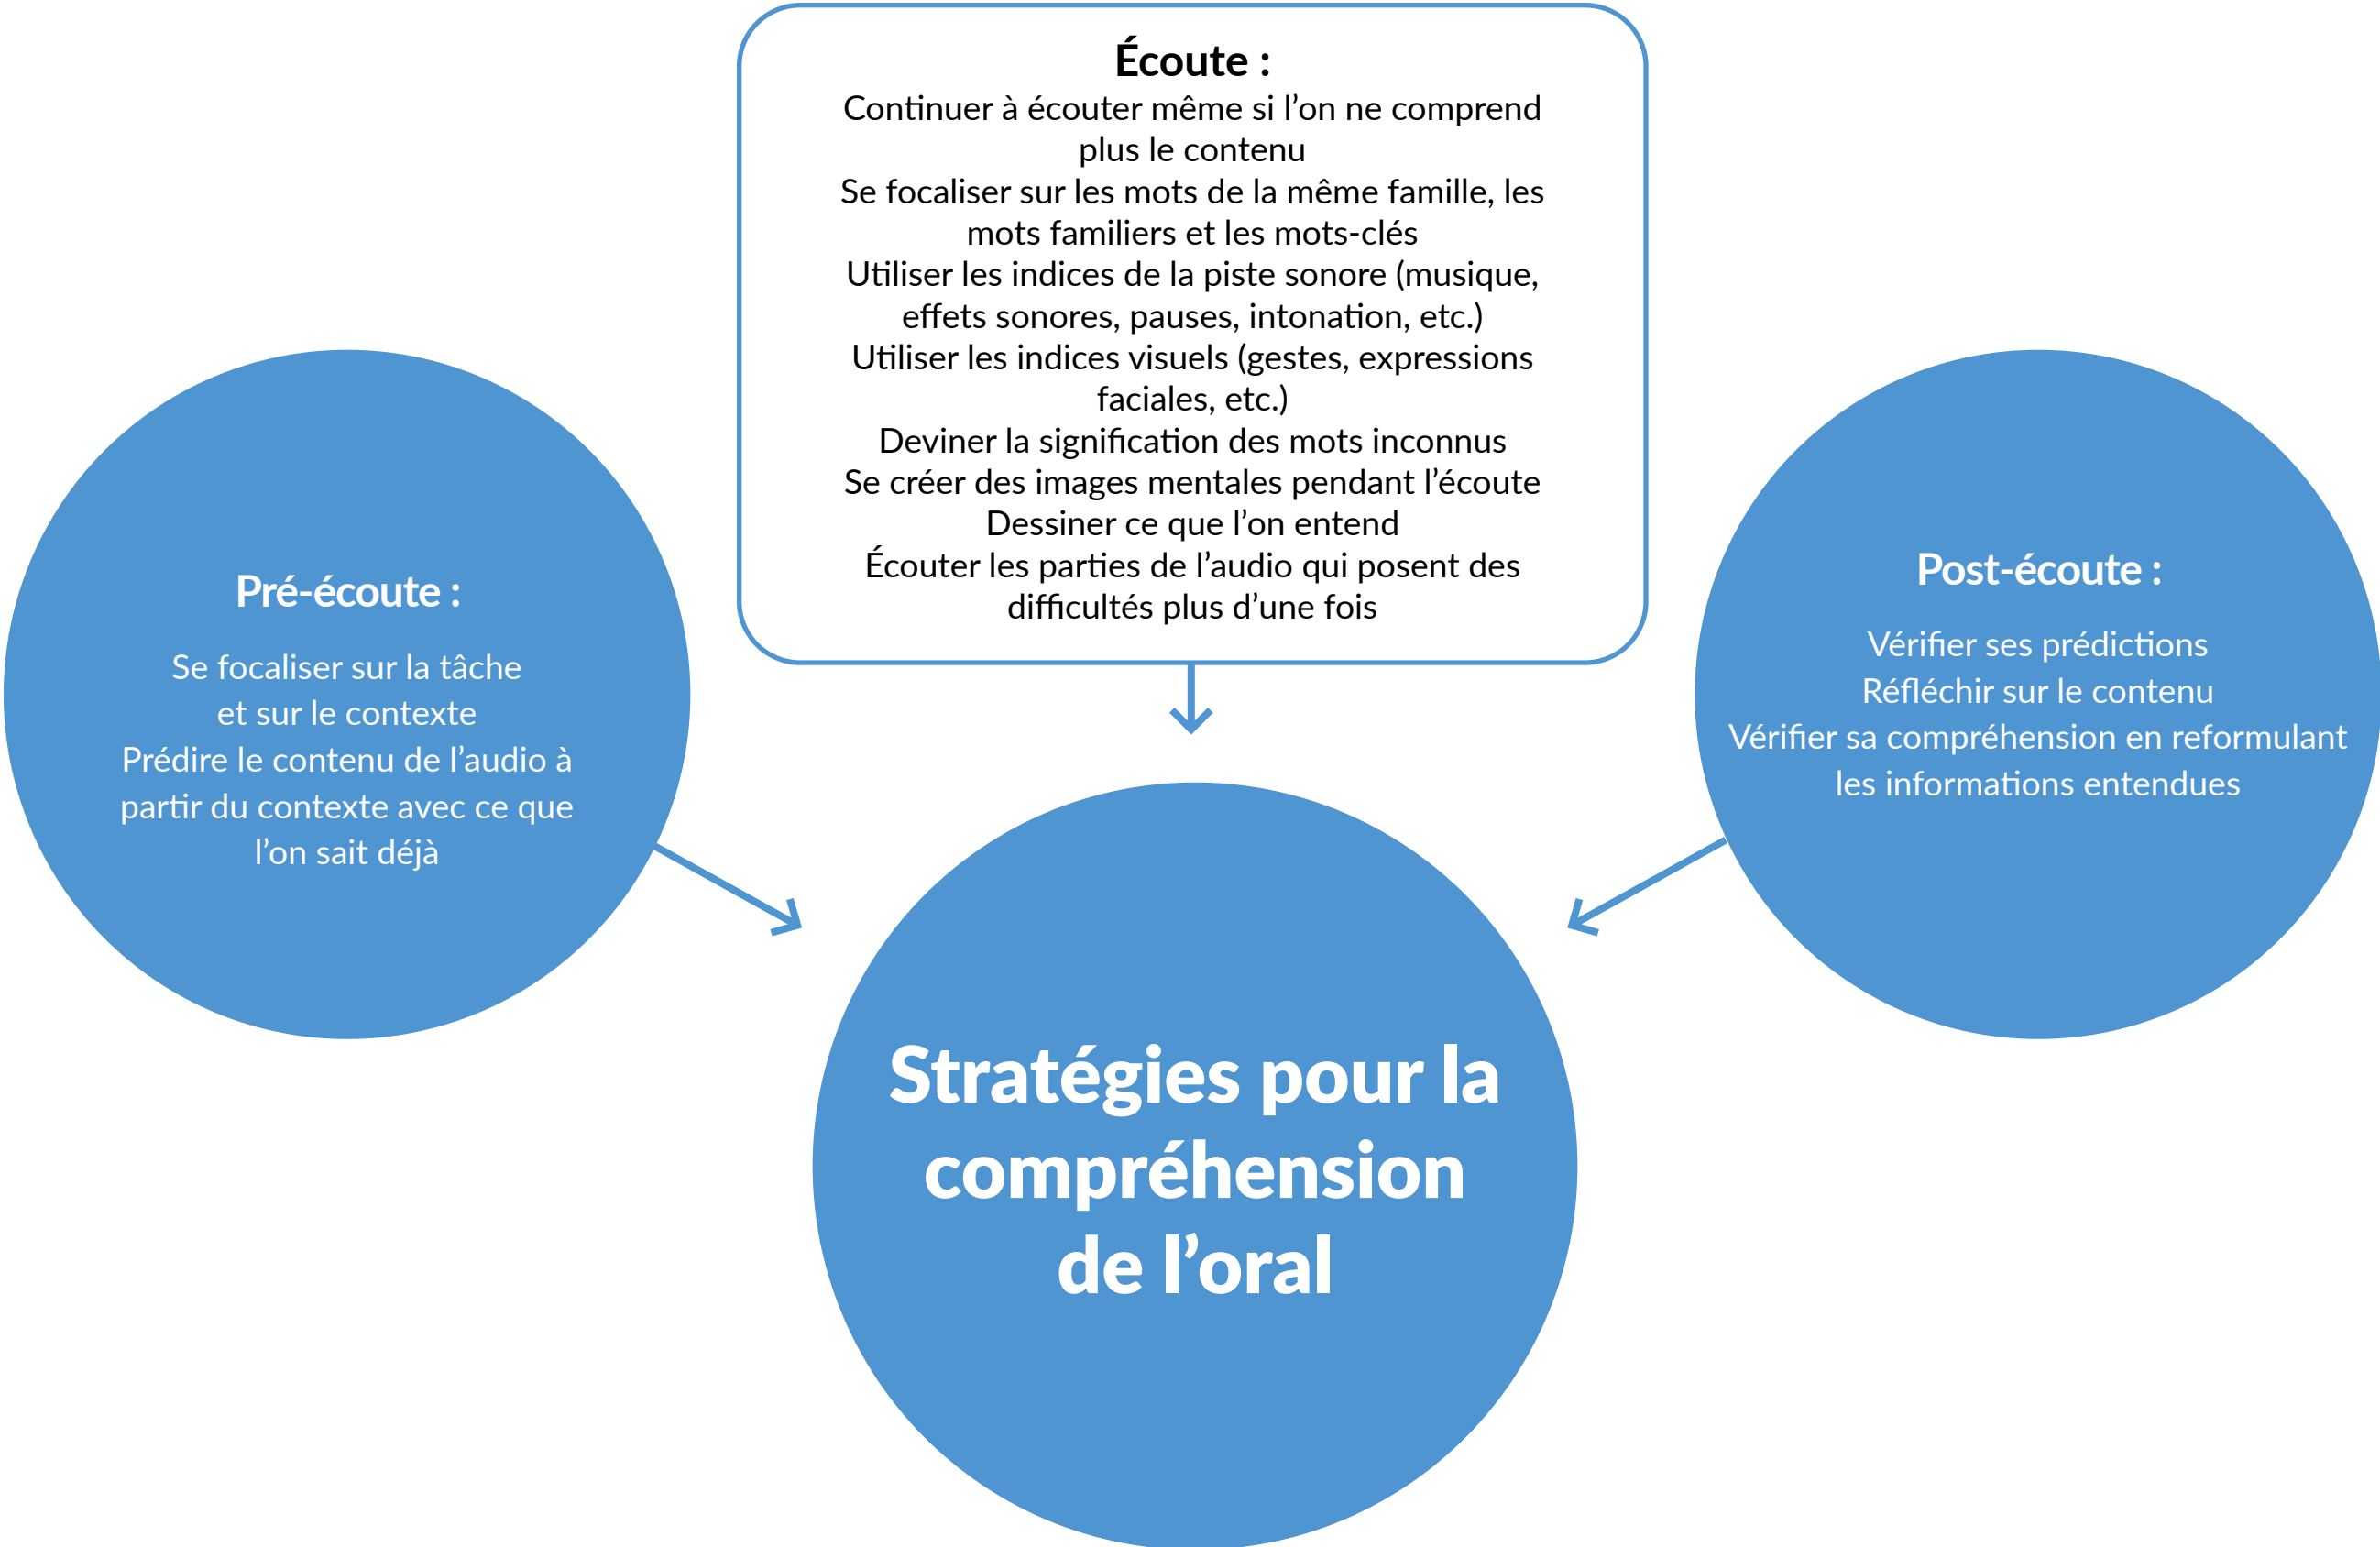 Écoute :
Continuer à écouter même si l’on ne comprend
plus le contenu
Se focaliser sur les mots de la même famille, les
mots familiers et les mots-clés
Utiliser les indices de la piste sonore (musique,
effets sonores, pauses, intonation, etc.)
Utiliser les indices visuels (gestes, expressions
faciales, etc.)
Deviner la signification des mots inconnus
Se créer des images mentales pendant l’écoute
Dessiner ce que l’on entend
Écouter les parties de l’audio qui posent des
difficultés plus d’une fois
Pré-écoute :
Se focaliser sur la tâche
et sur le contexte
Prédire le contenu de l’audio à
partir du contexte avec ce que
l’on sait déjà
Post-écoute :
Vérifier ses prédictions
Réfléchir sur le contenu
Vérifier sa compréhension en reformulant
les informations entendues
Stratégies pour la
compréhension
de l’oral